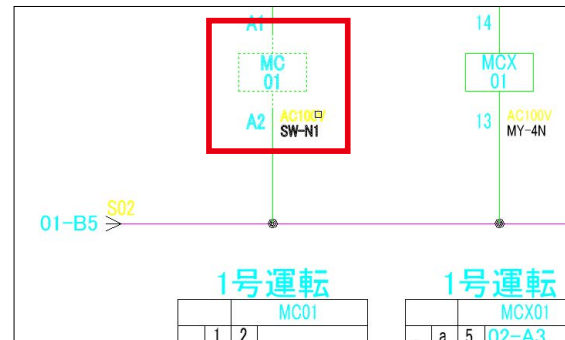 A1
14
MC
01
MCX
01
A2
AC100V
SW-N1
13
AC100V
MY-4N
S02
01-B5
1号運転
1号運転
MC01
MCX01
1 2
a 5 02-A3